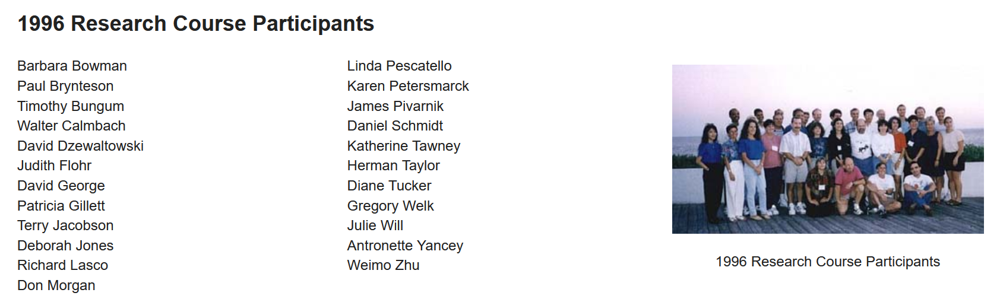 1996 Research Course Participants
Barbara Bowman
Paul Brynteson
Timothy Bungum
Walter Calmbach
David Dzewaltowski
Judith Flohr
David George
Patricia Gillett
Terry Jacobson
Deborah Jones
Richard Lasco
Don Morgan
Linda Pescatello
Karen Petersmarck
James Pivarnik
Daniel Schmidt
Katherine Tawney
Herman Taylor
Diane Tucker
Gregory Welk
Julie Will
Antronette Yancey
Weimo Zhu
1996 Research Course Participants